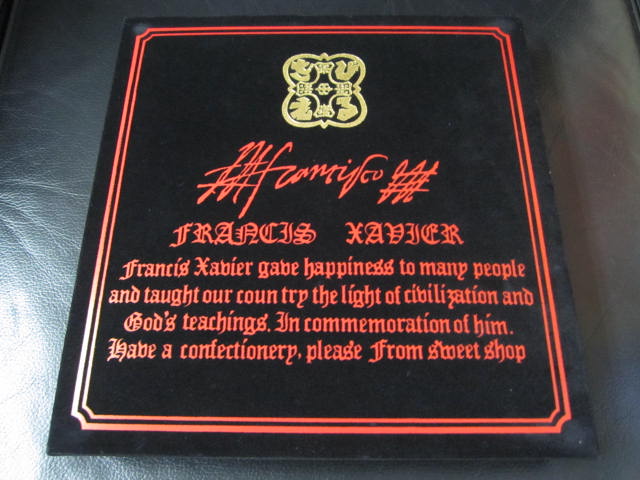 Francisco
FRANCIS XAVIER
Francis Xavier gave happiness to many people
and taught our coun try the light of civilization and
God's teachings. In commemoration of him.
Have a confectionery, please From sweet shop